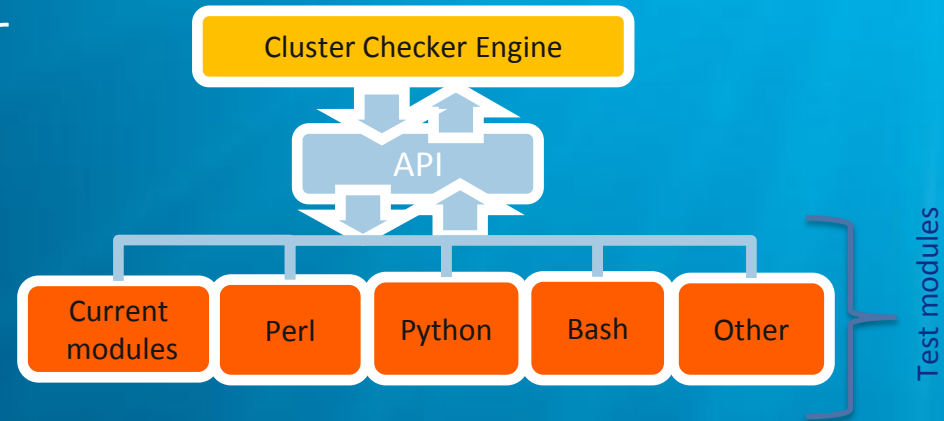 Cluster Checker Engine
API
Current
modules
Perl
Python
Bash
Other
Test modules